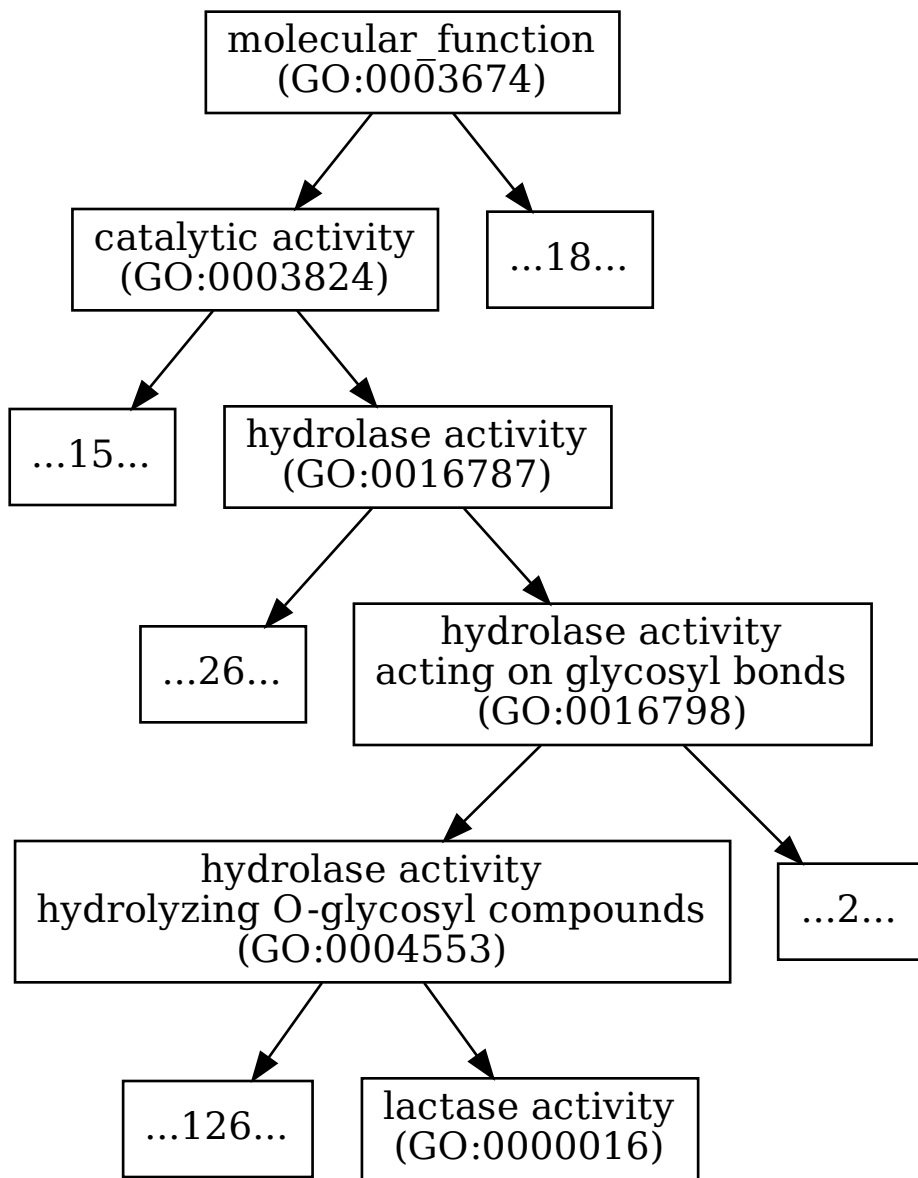 molecular_function
(GO:0003674)
catalytic activity
(GO:0003824)
...18...
...15...
hydrolase activity
(GO:0016787)
...26...
hydrolase activity
acting on glycosyl bonds
(GO:0016798)
hydrolase activity
hydrolyzing O-glycosyl compounds
(GO:0004553)
...2...
...126...
lactase activity
(GO:0000016)